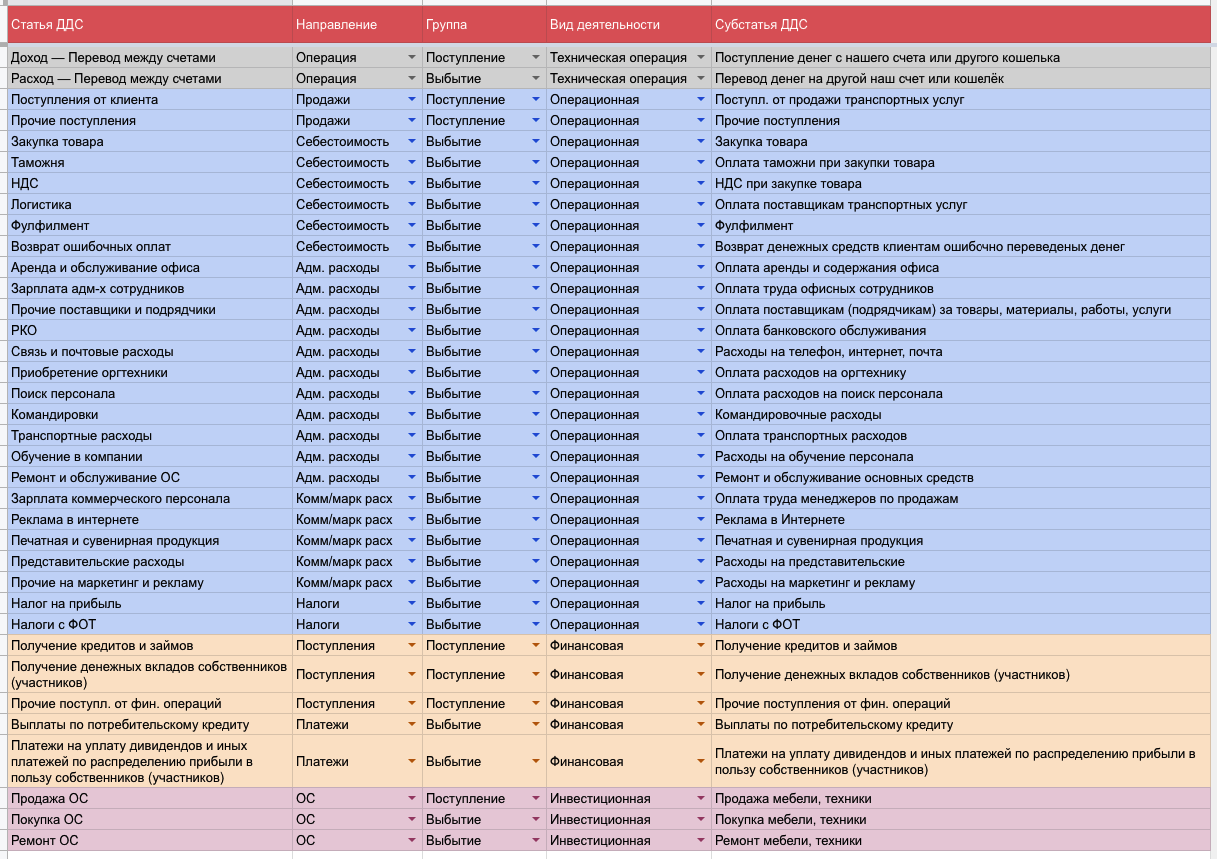 Статья ДДС Направление Группа Вид деятельности Субстатья ДДС
Доход — Перевод между счетами Операция Поступление Техническая операция Поступление денег с нашего счета или другого кошелька
Расход — Перевод между счетами Операция Выбытие Техническая операция Перевод денег на другой наш счет или кошелёк
Поступления от клиента Продажи Поступление Операционная Поступл. от продажи транспортных услуг
Прочие поступления Продажи Поступление Операционная Прочие поступления
Закупка товара Себестоимость Выбытие Операционная Закупка товара
Таможня Себестоимость Выбытие Операционная Оплата таможни при закупки товара
НДС Себестоимость Выбытие Операционная НДС при закупке товара
Логистика Себестоимость Выбытие Операционная Оплата поставщикам транспортных услуг
Фулфилмент Себестоимость Выбытие Операционная Фулфилмент
Возврат ошибочных оплат Себестоимость Выбытие Операционная Возврат денежных средств клиентам ошибочно переведеных денег
Аренда и обслуживание офиса Адм. расходы Выбытие Операционная Оплата аренды и содержания офиса
Зарплата адм-х сотрудников Адм. расходы Выбытие Операционная Оплата труда офисных сотрудников
Прочие поставщики и подрядчики Адм. расходы Выбытие Операционная Оплата поставщикам (подрядчикам) за товары, материалы, работы, услуги
РКО Адм. расходы Выбытие Операционная Оплата банковского обслуживания
Связь и почтовые расходы Адм. расходы Выбытие Операционная Расходы на телефон, интернет, почта
Приобретение оргтехники Адм. расходы Выбытие Операционная Оплата расходов на оргтехнику
Поиск персонала Адм. расходы Выбытие Операционная Оплата расходов на поиск персонала
Командировки Адм. расходы Выбытие Операционная Командировочные расходы
Транспортные расходы Адм. расходы Выбытие Операционная Оплата транспортных расходов
Обучение в компании Адм. расходы Выбытие Операционная Расходы на обучение персонала
Ремонт и обслуживание ОС Адм. расходы Выбытие Операционная Ремонт и обслуживание основных средств
Зарплата коммерческого персонала Комм/марк расх Выбытие Операционная Оплата труда менеджеров по продажам
Реклама в интернете Комм/марк расх Выбытие Операционная Реклама в Интернете
Печатная и сувенирная продукция Комм/марк расх Выбытие Операционная Печатная и сувенирная продукция
Представительские расходы Комм/марк расх Выбытие Операционная Расходы на представительские
Прочие на маркетинг и рекламу Комм/марк расх Выбытие Операционная Расходы на маркетинг и рекламу
Налог на прибыль Налоги Выбытие Операционная Налог на прибыль
Налоги с ФОТ Налоги Выбытие Операционная Налоги с ФОТ
Получение кредитов и займов Поступления Поступление Финансовая Получение кредитов и займов
Получение денежных вкладов собственников
(участников) Поступления Поступление Финансовая Получение денежных вкладов собственников (участников)
Прочие поступл. от фин. операций Поступления Поступление Финансовая Прочие поступления от фин. операций
Выплаты по потребительскому кредиту Платежи Выбытие Финансовая Выплаты по потребительскому кредиту
Платежи на уплату дивидендов и иных
платежей по распределению прибыли в
пользу собственников (участников) Платежи Выбытие Финансовая Платежи на уплату дивидендов и иных платежей по распределению прибыли в
пользу собственников (участников)
Продажа ОС ОС Поступление Инвестиционная Продажа мебели, техники
Покупка ОС ОС Выбытие Инвестиционная Покупка мебели, техники
Ремонт ОС ОС Выбытие Инвестиционная Ремонт мебели, техники